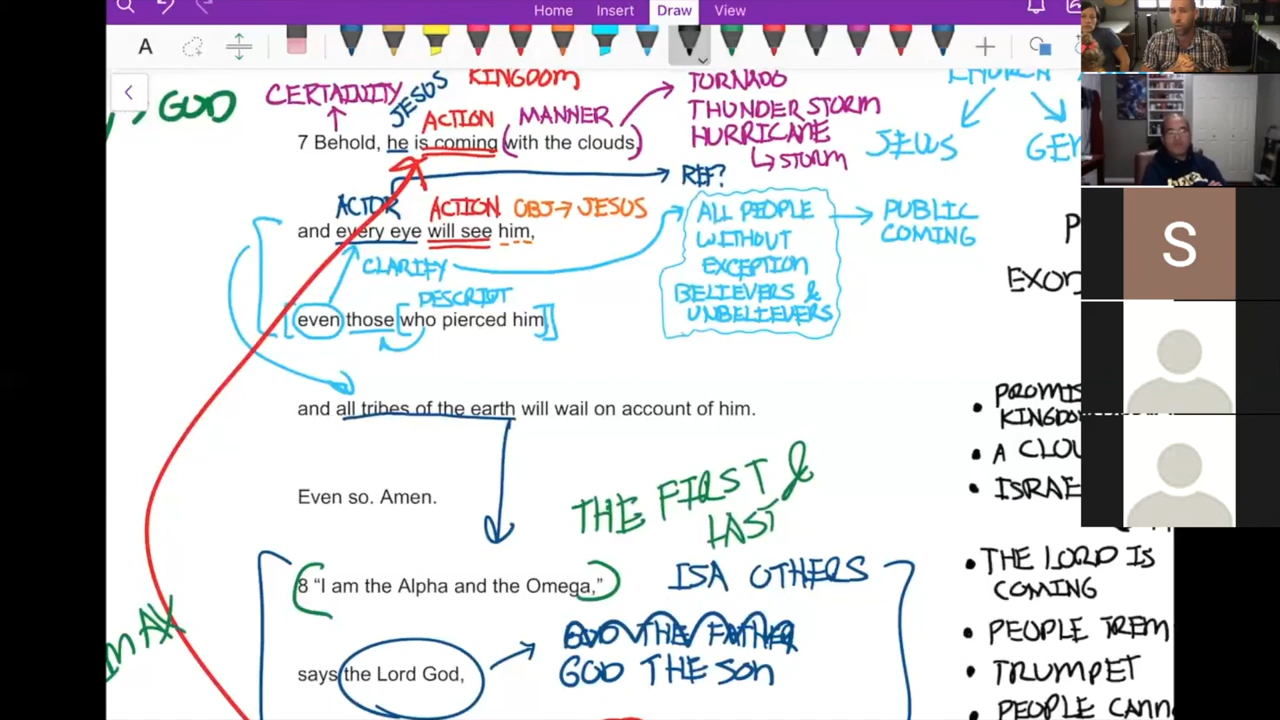 Home Insert Draw View
A
GOD
CERTAINITY
JESUS
KINGDOM
ACTION
MANNER
TORNADO
THUNDER STORM
HURRICANE
STORM
CHURCH
JEWS
7 Behold, he is coming (with the clouds,)
REF?
ACTOR ACTION OBJ → JESUS
and every eye will see him,
ALL PEOPLE
WITHOUT
EXCEPTION
BELIEVERS &
UNBELIEVERS
PUBLIC
COMING
CLARIFY
DESCRIPT
[even those [who pierced him]]
S
and all tribes of the earth will wail on account of him.
• A
Even so. Amen.
THE FIRST &
LAST
8 “I am the Alpha and the Omega,”
ISA OTHERS
• THE LORD IS
COMING
GOD THE FATHER
GOD THE SON
says the Lord God,
• PEOPLE
• TRUMPET
• PEOPLE